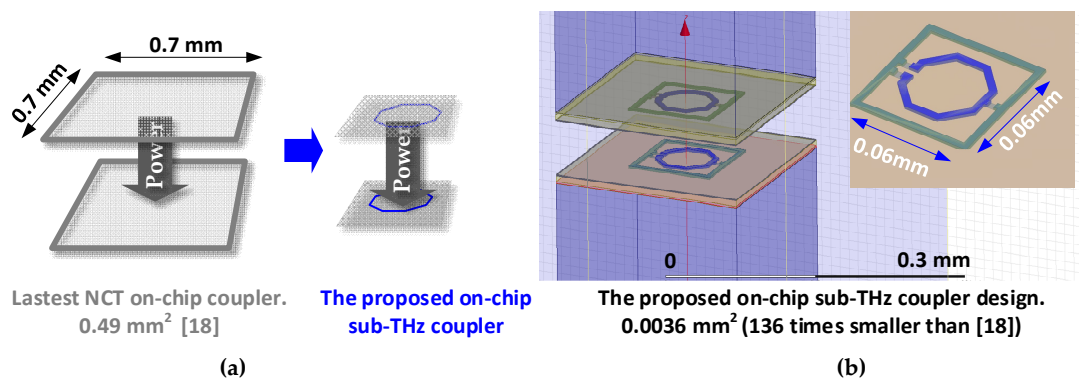 0.7 mm
0.7 mm
Power
Power
Lastest NCT on-chip coupler.
0.49 mm² [18]
The proposed on-chip
sub-THz coupler
(a)
z
0.06mm
0.06mm
0
0.3 mm
The proposed on-chip sub-THz coupler design.
0.0036 mm² (136 times smaller than [18])
(b)